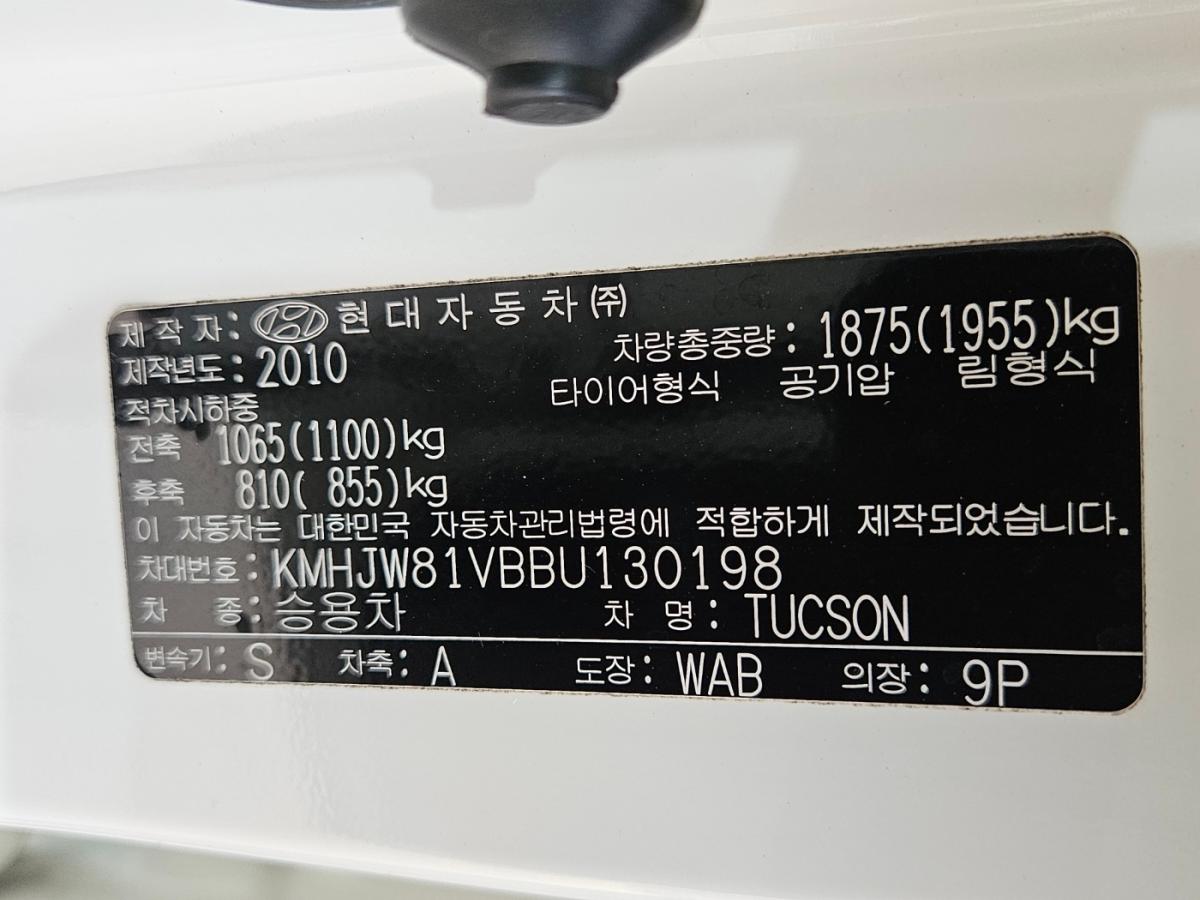 제작자: 현대자동차㈜
제작년도: 2010 차량총중량: 1875(1955)kg
적차시하중 타이어형식 공기압 림형식
전축 1065(1100)kg
후축 810( 855)kg
이 자동차는 대한민국 자동차관리법령에 적합하게 제작되었습니다.
차대번호: KMHJW81VBBU130198
차 종: 승용차 차 명: TUCSON
변속기: S 차축: A 도장: WAB 의장: 9P